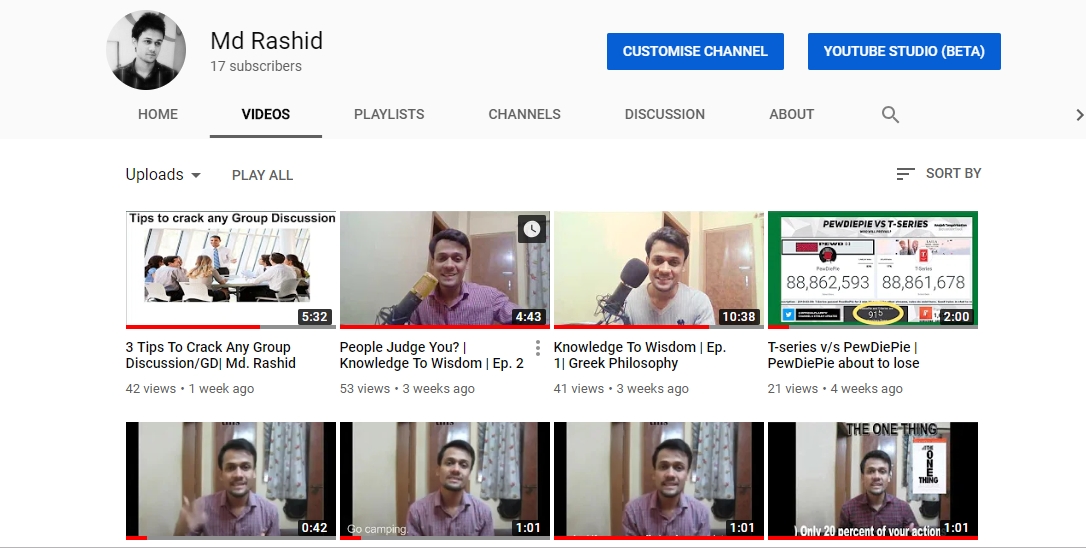 Md Rashid
17 subscribers
CUSTOMISE CHANNEL
YOUTUBE STUDIO (BETA)
HOME
VIDEOS
PLAYLISTS
CHANNELS
DISCUSSION
ABOUT
Uploads
PLAY ALL
SORT BY
Tips to crack any Group Discussion
5:32
4:43
10:38
PEWDIEPIE VS T-SERIES
PewDiePie
T-Series
88,862,593
88,861,678
915
2:00
3 Tips To Crack Any Group
Discussion/GD| Md. Rashid
42 views • 1 week ago
People Judge You? |
Knowledge To Wisdom | Ep. 2
53 views • 3 weeks ago
Knowledge To Wisdom | Ep.
1| Greek Philosophy
41 views • 3 weeks ago
T-series v/s PewDiePie |
PewDiePie about to lose
21 views • 4 weeks ago
0:42
Go camping.
1:01
1:01
THE ONE THING
THE
ONE
THING
) Only 20 percent of your action
1:01